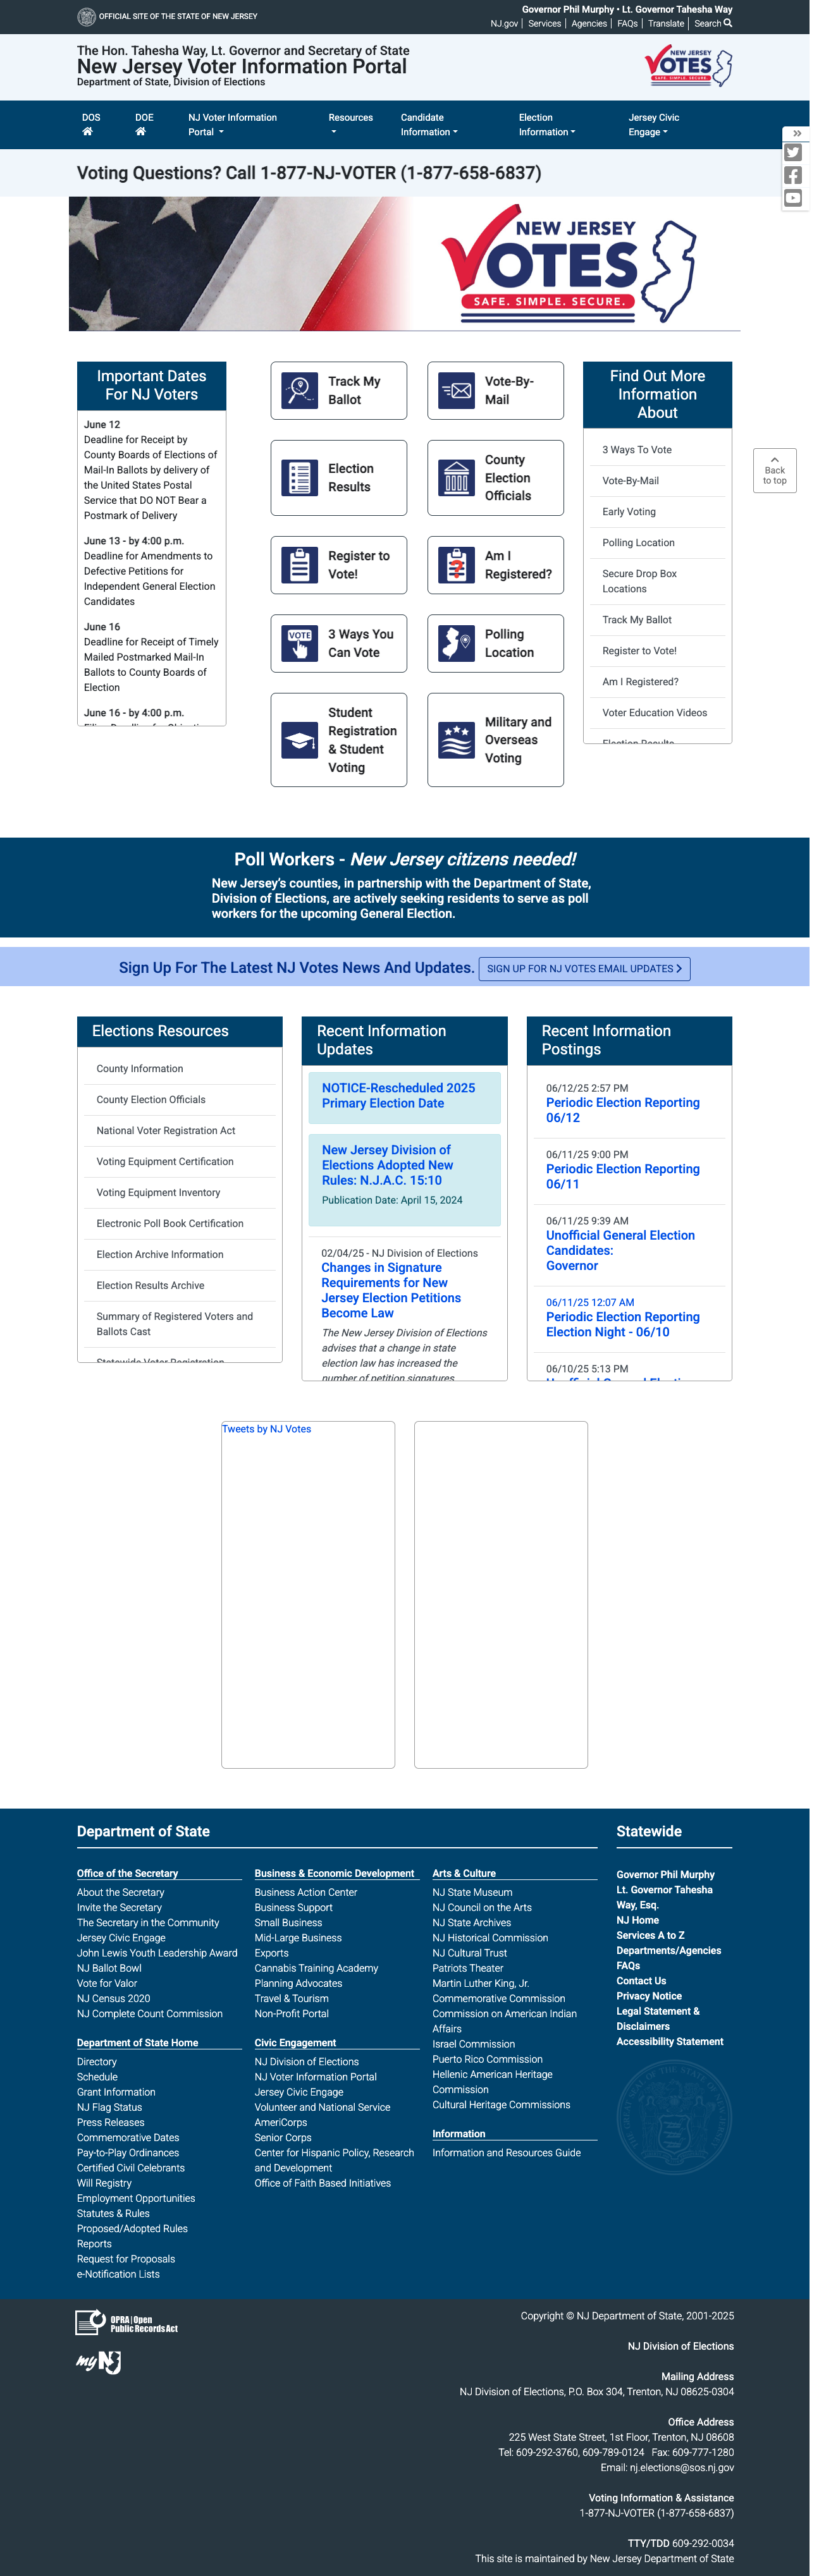 OFFICIAL SITE OF THE STATE OF NEW JERSEY
Governor Phil Murphy • Lt. Governor Tahesha Way
NJ.gov | Services | Agencies | FAQs | Translate | Search
The Hon. Tahesha Way, Lt. Governor and Secretary of State
New Jersey Voter Information Portal
Department of State, Division of Elections
NEW JERSEY
VOTES
SAFE. SIMPLE. SECURE.
DOS
DOE
NJ Voter Information
Portal
Resources
Candidate
Information
Election
Information
Jersey Civic
Engage
Voting Questions? Call 1-877-NJ-VOTER (1-877-658-6837)
NEW JERSEY
VOTES
SAFE. SIMPLE. SECURE.
Important Dates
For NJ Voters
June 12
Deadline for Receipt by
County Boards of Elections of
Mail-In Ballots by delivery of
the United States Postal
Service that DO NOT Bear a
Postmark of Delivery
June 13 - by 4:00 p.m.
Deadline for Amendments to
Defective Petitions for
Independent General Election
Candidates
June 16
Deadline for Receipt of Timely
Mailed Postmarked Mail-In
Ballots to County Boards of
Election
June 16 - by 4:00 p.m.
Track My
Ballot
Vote-By-
Mail
Election
Results
County
Election
Officials
Register to
Vote!
Am I
Registered?
VOTE
3 Ways You
Can Vote
Polling
Location
Student
Registration
& Student
Voting
Military and
Overseas
Voting
Find Out More
Information
About
3 Ways To Vote
Vote-By-Mail
Early Voting
Polling Location
Secure Drop Box
Locations
Track My Ballot
Register to Vote!
Am I Registered?
Voter Education Videos
Election Results
Back
to top
Poll Workers - New Jersey citizens needed!
New Jersey's counties, in partnership with the Department of State,
Division of Elections, are actively seeking residents to serve as poll
workers for the upcoming General Election.
Sign Up For The Latest NJ Votes News And Updates. SIGN UP FOR NJ VOTES EMAIL UPDATES
Elections Resources
County Information
County Election Officials
National Voter Registration Act
Voting Equipment Certification
Voting Equipment Inventory
Electronic Poll Book Certification
Election Archive Information
Election Results Archive
Summary of Registered Voters and
Ballots Cast
Statewide Voter Registration
Recent Information
Updates
NOTICE-Rescheduled 2025
Primary Election Date
New Jersey Division of
Elections Adopted New
Rules: N.J.A.C. 15:10
Publication Date: April 15, 2024
02/04/25 - NJ Division of Elections
Changes in Signature
Requirements for New
Jersey Election Petitions
Become Law
The New Jersey Division of Elections
advises that a change in state
election law has increased the
number of petition signatures
Recent Information
Postings
06/12/25 2:57 PM
Periodic Election Reporting
06/12
06/11/25 9:00 PM
Periodic Election Reporting
06/11
06/11/25 9:39 AM
Unofficial General Election
Candidates:
Governor
06/11/25 12:07 AM
Periodic Election Reporting
Election Night - 06/10
06/10/25 5:13 PM
Tweets by NJ Votes
Department of State
Office of the Secretary
About the Secretary
Invite the Secretary
The Secretary in the Community
Jersey Civic Engage
John Lewis Youth Leadership Award
NJ Ballot Bowl
Vote for Valor
NJ Census 2020
NJ Complete Count Commission
Department of State Home
Directory
Schedule
Grant Information
NJ Flag Status
Press Releases
Commemorative Dates
Pay-to-Play Ordinances
Certified Civil Celebrants
Will Registry
Employment Opportunities
Statutes & Rules
Proposed/Adopted Rules
Reports
Request for Proposals
e-Notification Lists
Business & Economic Development
Business Action Center
Business Support
Small Business
Mid-Large Business
Exports
Cannabis Training Academy
Planning Advocates
Travel & Tourism
Non-Profit Portal
Civic Engagement
NJ Division of Elections
NJ Voter Information Portal
Jersey Civic Engage
Volunteer and National Service
AmeriCorps
Senior Corps
Center for Hispanic Policy, Research
and Development
Office of Faith Based Initiatives
Arts & Culture
NJ State Museum
NJ Council on the Arts
NJ State Archives
NJ Historical Commission
NJ Cultural Trust
Patriots Theater
Martin Luther King, Jr.
Commemorative Commission
Commission on American Indian
Affairs
Israel Commission
Puerto Rico Commission
Hellenic American Heritage
Commission
Cultural Heritage Commissions
Information
Information and Resources Guide
Statewide
Governor Phil Murphy
Lt. Governor Tahesha
Way, Esq.
NJ Home
Services A to Z
Departments/Agencies
FAQs
Contact Us
Privacy Notice
Legal Statement &
Disclaimers
Accessibility Statement
OPRA | Open
Public Records Act
my NJ
Copyright © NJ Department of State, 2001-2025
NJ Division of Elections
Mailing Address
NJ Division of Elections, P.O. Box 304, Trenton, NJ 08625-0304
Office Address
225 West State Street, 1st Floor, Trenton, NJ 08608
Tel: 609-292-3760, 609-789-0124 Fax: 609-777-1280
Email: nj.elections@sos.nj.gov
Voting Information & Assistance
1-877-NJ-VOTER (1-877-658-6837)
TTY/TDD 609-292-0034
This site is maintained by New Jersey Department of State